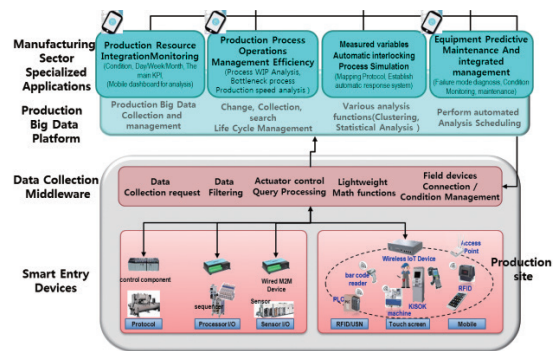 Manufacturing
Sector
Specialized
Applications
Production Resource
IntegrationMonitoring
(Condition, Day/Week/Month, The
main KPI,
(Mobile dashboard for analysis)
Production Process
Operations
Management Efficiency
(Process WIP Analysis,
Bottleneck process
Production speed analysis )
Measured variables
Automatic interlocking
Process Simulation
(Mapping Protocol, Establish
automatic response system)
Equipment Predictive
Maintenance And
integrated
management
(Failure mode diagnose, Condition
Monitoring, maintenance)
Production
Big Data
Platform
Production Big Data
Collection and
management
Change, Collection,
search
Life Cycle Management
Various analysis
functions(Clustering,
Statistical Analysis )
Perform automated
Analysis Scheduling
Data Collection
Middleware
Data
Collection request
Data
Filtering
Actuator control
Query Processing
Lightweight
Math functions
Field devices
Connection /
Condition Management
Smart Entry
Devices
control component
Protocol
sequencer
Processor I/O
Wired M2M
Device
Sensor
Sensor I/O
Wireless IoT Device
Access
Point
bar code
reader
PLC
machine
KISOK
RFID
RFID/USN
Touch screen
Mobile
Production
site